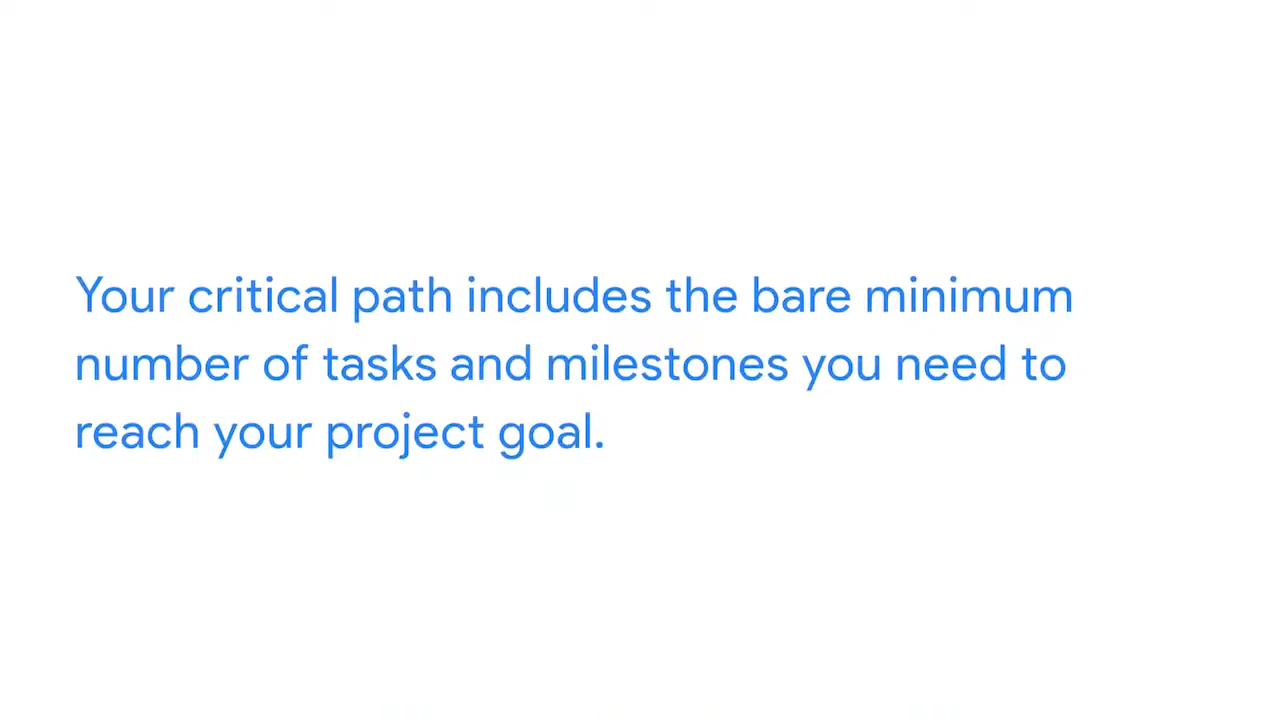 Your critical path includes the bare minimum
number of tasks and milestones you need to
reach your project goal.